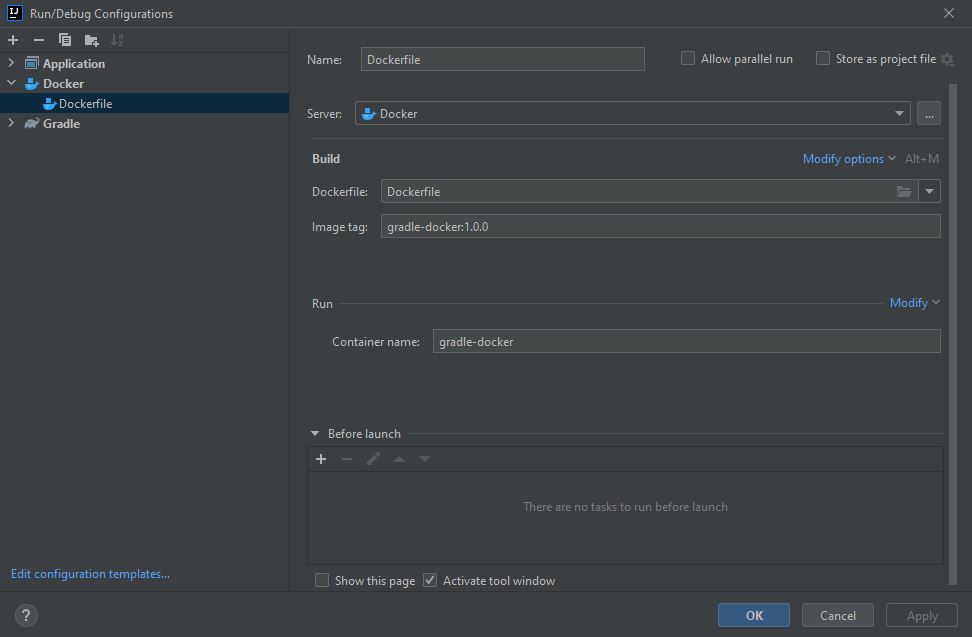 Run/Debug Configurations
Application
Docker
Dockerfile
Gradle
Edit configuration templates...
Name: Dockerfile Allow parallel run Store as project file
Server: Docker ...
Build Modify options Alt+M
Dockerfile: Dockerfile
Image tag: gradle-docker:1.0.0
Run Modify
Container name: gradle-docker
Before launch
There are no tasks to run before launch
Show this page Activate tool window
? OK Cancel Apply